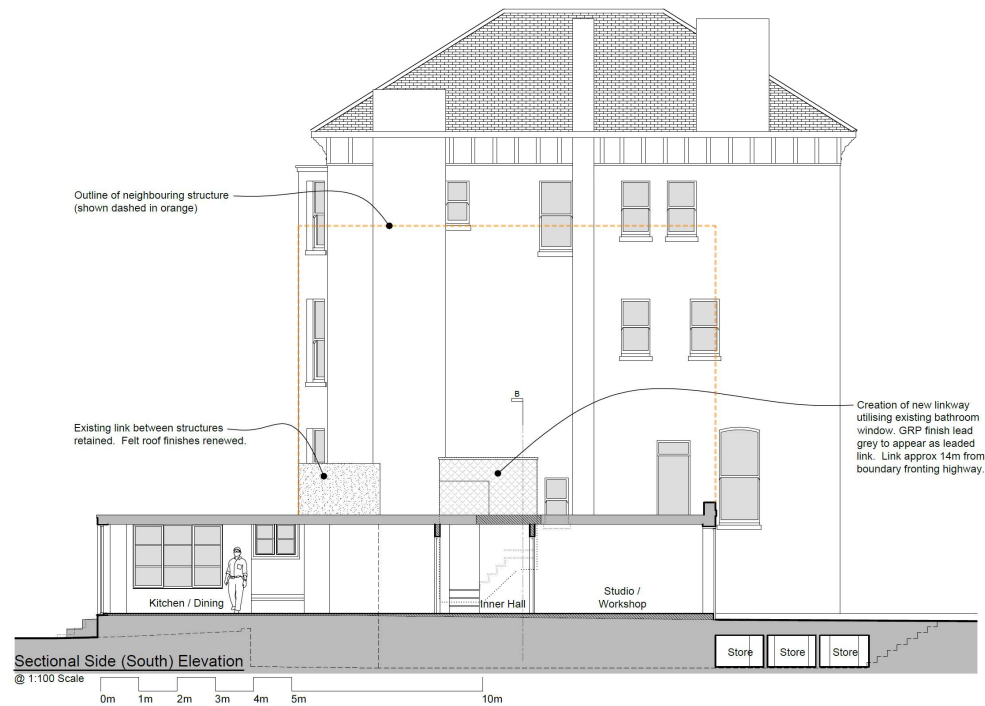 Outline of neighbouring structure
(shown dashed in orange)
B
Creation of new linkway
utilising existing bathroom
window. GRP finish lead
grey to appear as leaded
link. Link approx 14m from
boundary fronting highway.
Existing link between structures
retained. Felt roof finishes renewed.
Kitchen / Dining
Inner Hall
Studio /
Workshop
Store
Store
Store
Sectional Side (South) Elevation
@ 1:100 Scale
0m 1m 2m 3m 4m 5m 10m